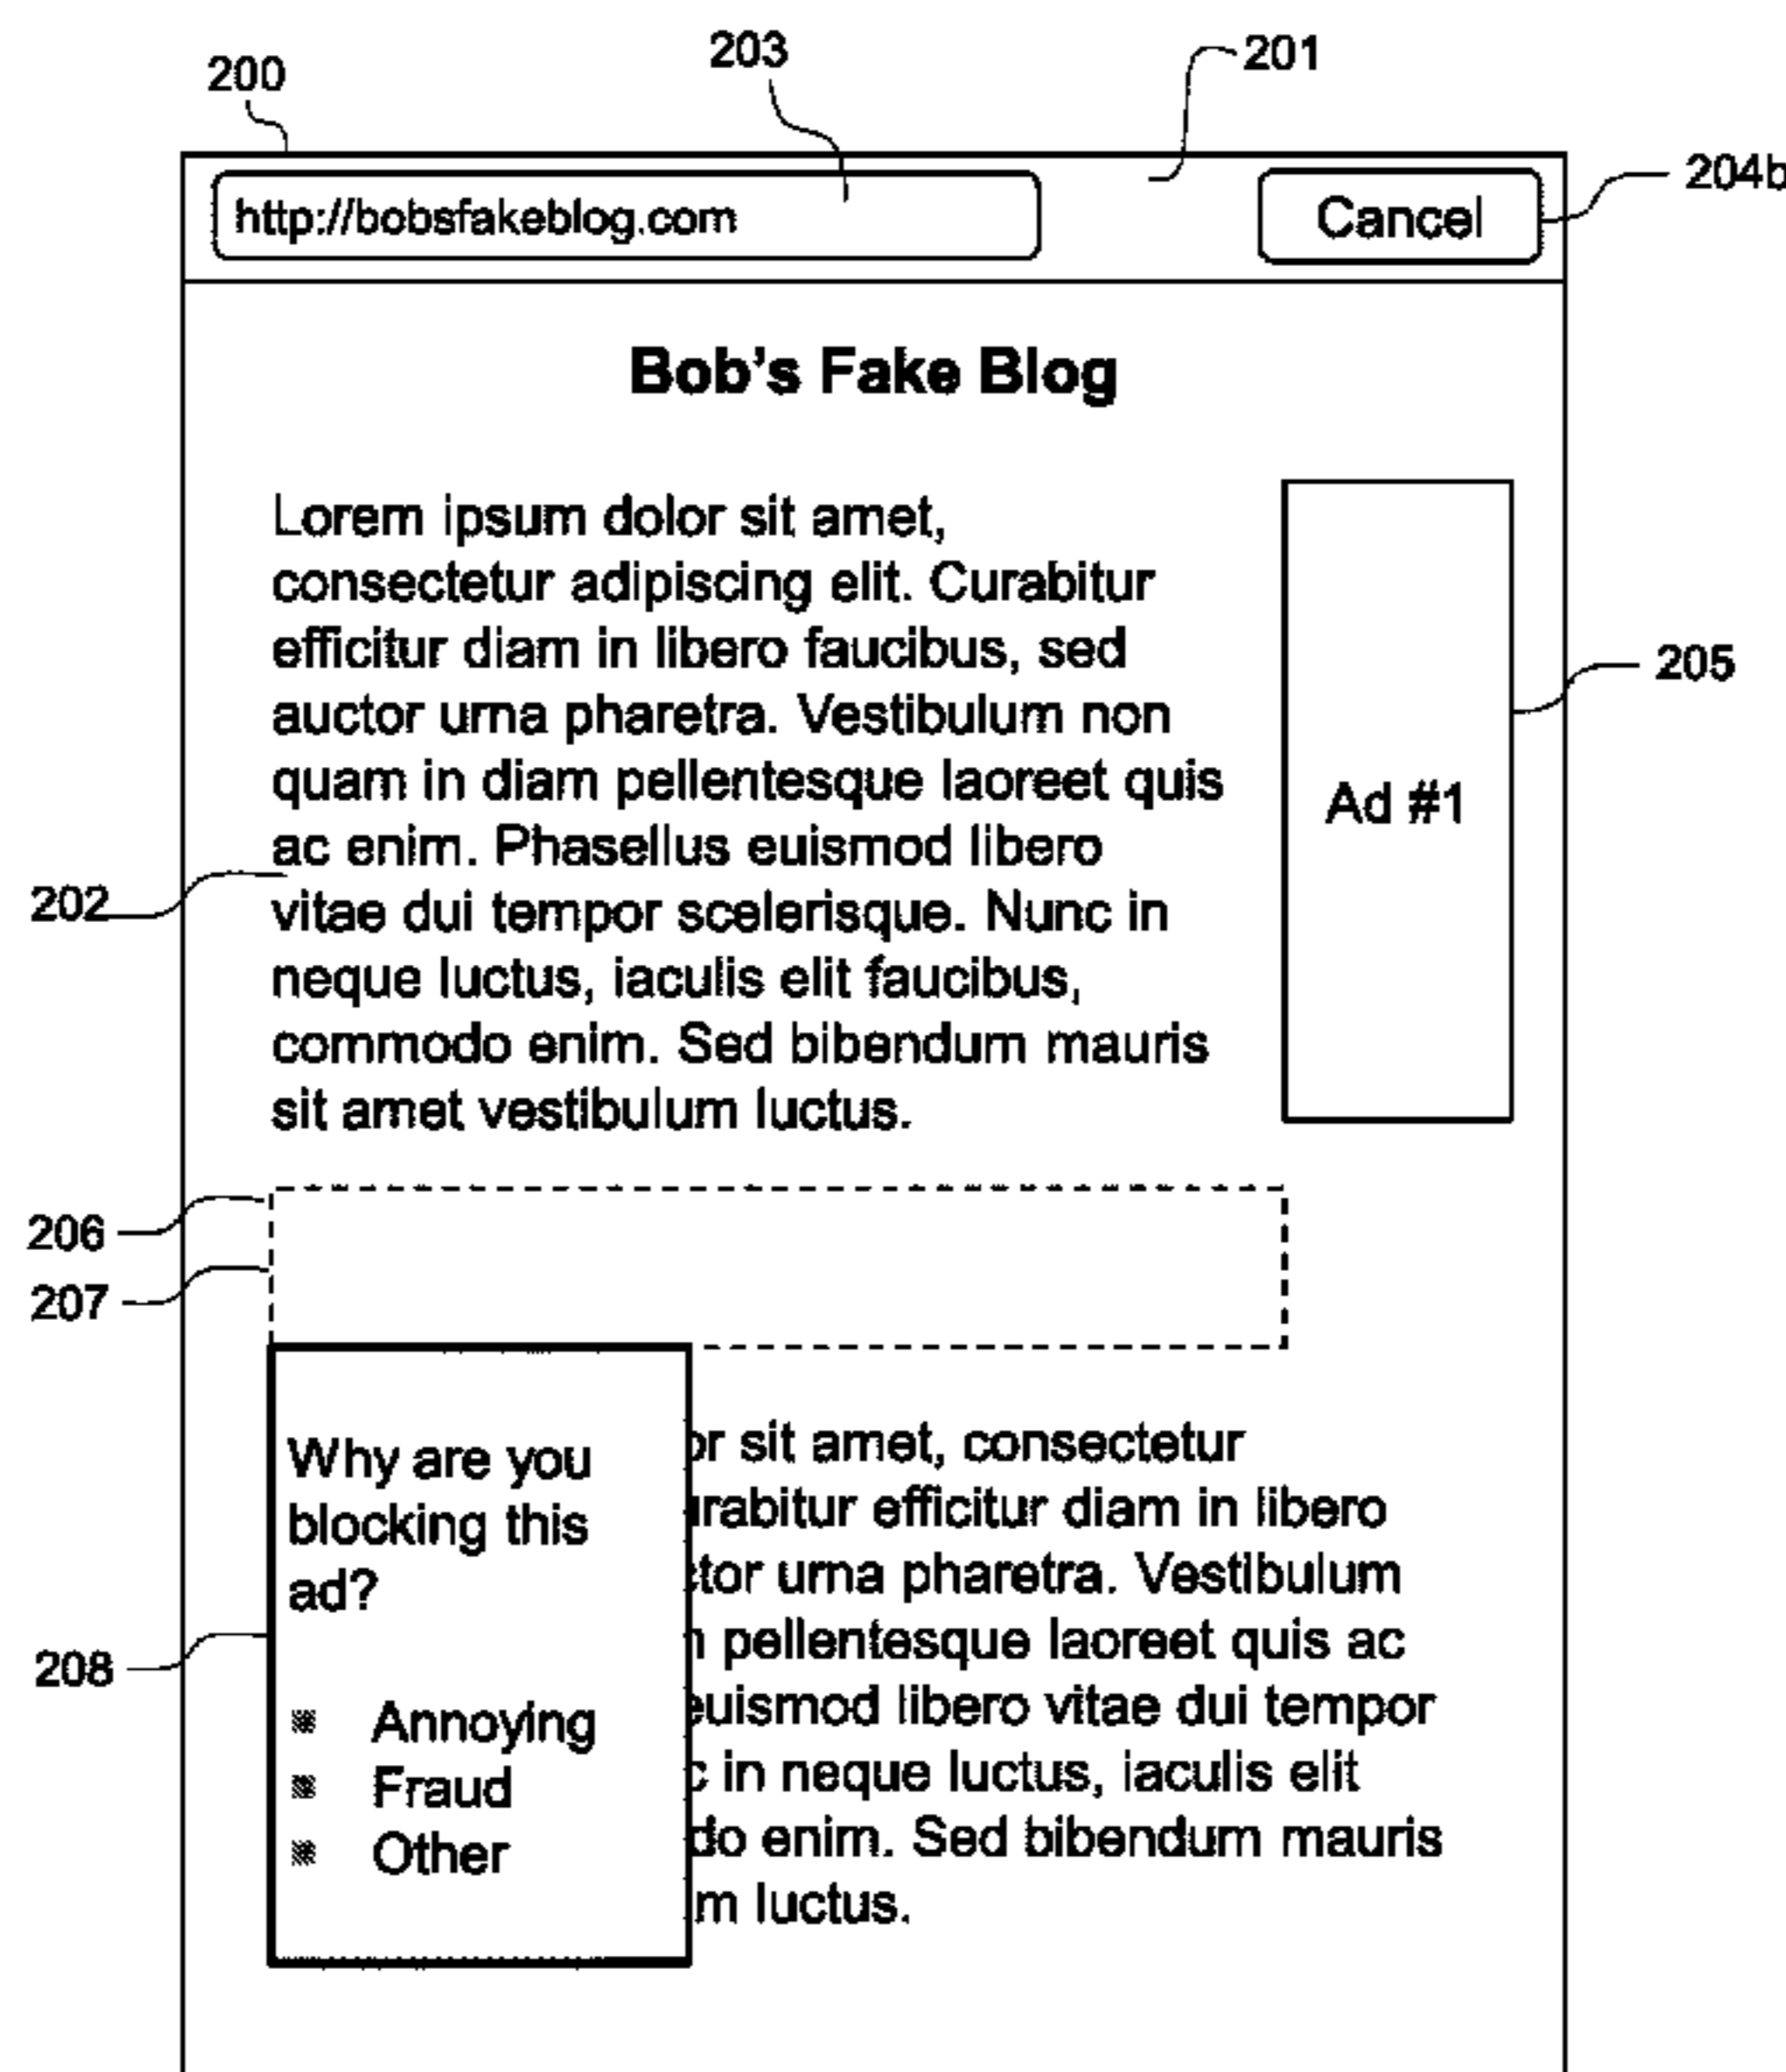 200
203
201
http://bobsfakeblog.com
Cancel
204b
Bob's Fake Blog
Lorem ipsum dolor sit amet,
consectetur adipiscing elit. Curabitur
efficitur diam in libero faucibus, sed
auctor urna pharetra. Vestibulum non
quam in diam pellentesque laoreet quis
ac enim. Phasellus euismod libero
vitae dui tempor scelerisque. Nunc in
neque luctus, iaculis elit faucibus,
commodo enim. Sed bibendum mauris
sit amet vestibulum luctus.
Ad #1
205
202
206
207
Why are you
blocking this
ad?
Annoying
Fraud
Other
208
sit amet, consectetur
efficitur diam in libero
urna pharetra. Vestibulum
pellentesque laoreet quis ac
euismod libero vitae dui tempor
in neque luctus, iaculis elit
enim. Sed bibendum mauris
luctus.